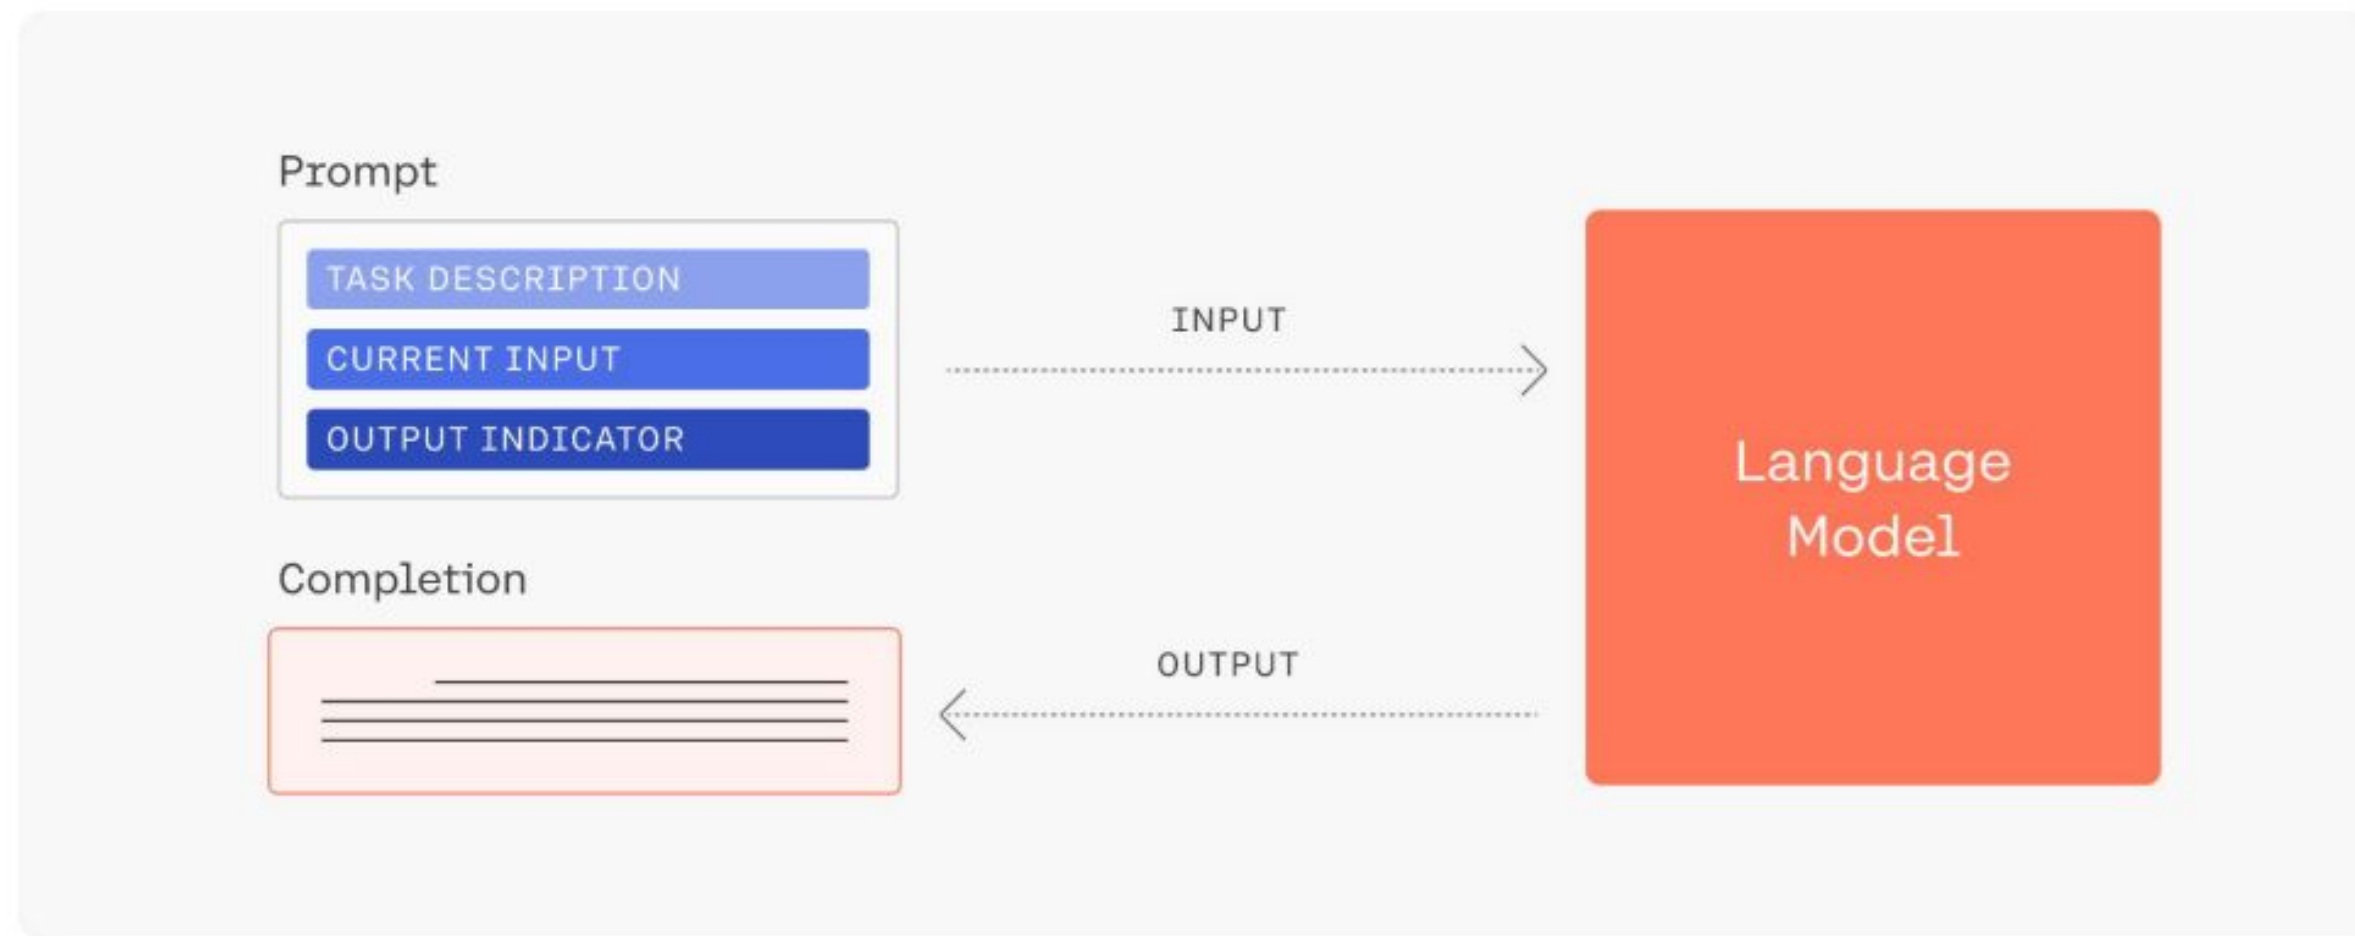 Prompt
TASK DESCRIPTION
CURRENT INPUT
OUTPUT INDICATOR
INPUT
Language
Model
Completion
OUTPUT